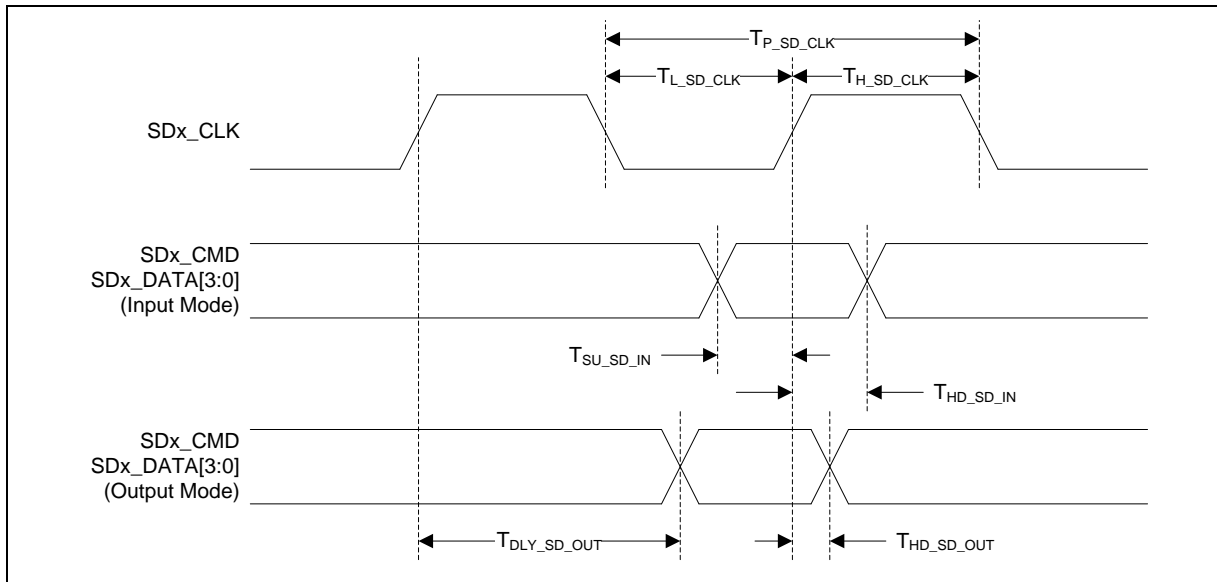 T_P_SD_CLK
T_L_SD_CLK
T_H_SD_CLK
SDx_CLK
SDx_CMD
SDx_DATA[3:0]
(Input Mode)
T_SU_SD_IN
T_HD_SD_IN
SDx_CMD
SDx_DATA[3:0]
(Output Mode)
T_DLY_SD_OUT
T_HD_SD_OUT